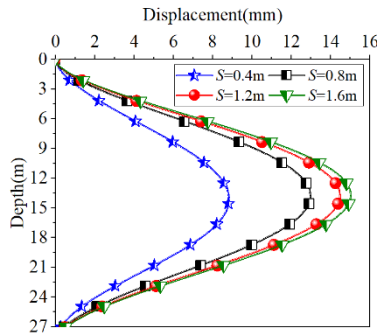 Displacement(mm)
0 2 4 6 8 10 12 14 16
S=0.4m S=0.8m
S=1.2m S=1.6m
Depth(m)
0
3
6
9
12
15
18
21
24
27